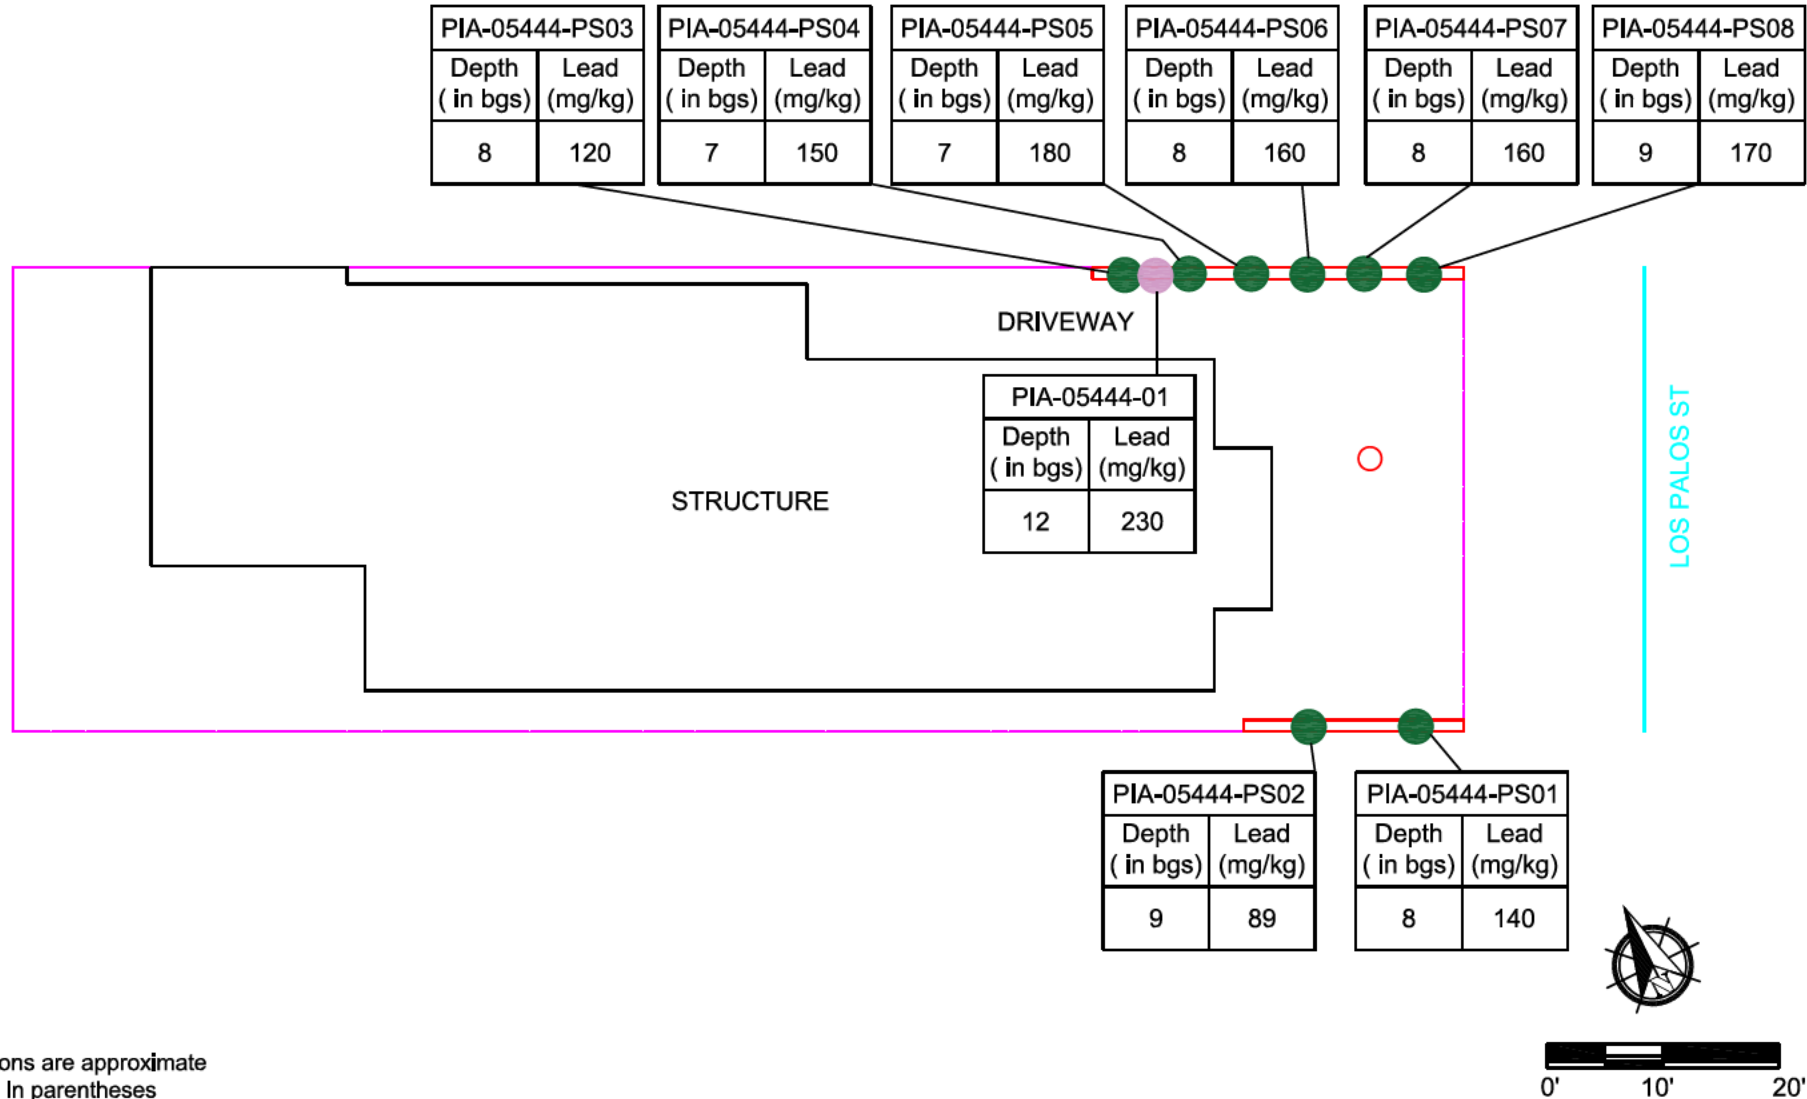 PIA-05444-PS03
Depth Lead
( in bgs) (mg/kg)
8 120
PIA-05444-PS04
Depth Lead
( in bgs) (mg/kg)
7 150
PIA-05444-PS05
Depth Lead
( in bgs) (mg/kg)
7 180
PIA-05444-PS06
Depth Lead
( in bgs) (mg/kg)
8 160
PIA-05444-PS07
Depth Lead
( in bgs) (mg/kg)
8 160
PIA-05444-PS08
Depth Lead
( in bgs) (mg/kg)
9 170
DRIVEWAY
PIA-05444-01
Depth Lead
( in bgs) (mg/kg)
12 230
STRUCTURE
LOS PALOS ST
PIA-05444-PS02
Depth Lead
( in bgs) (mg/kg)
9 89
PIA-05444-PS01
Depth Lead
( in bgs) (mg/kg)
8 140
N
ons are approximate
In parentheses
0' 10' 20'